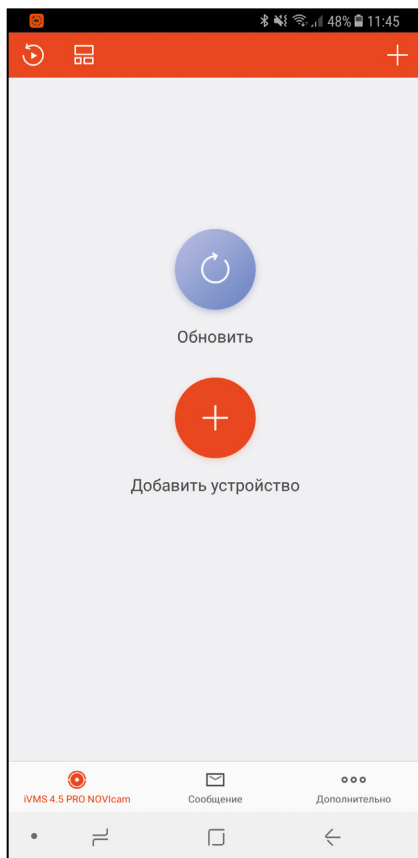 48% 11:45
Обновить
Добавить устройство
iVMS 4.5 PRO NOVIcam
Сообщение
Дополнительно